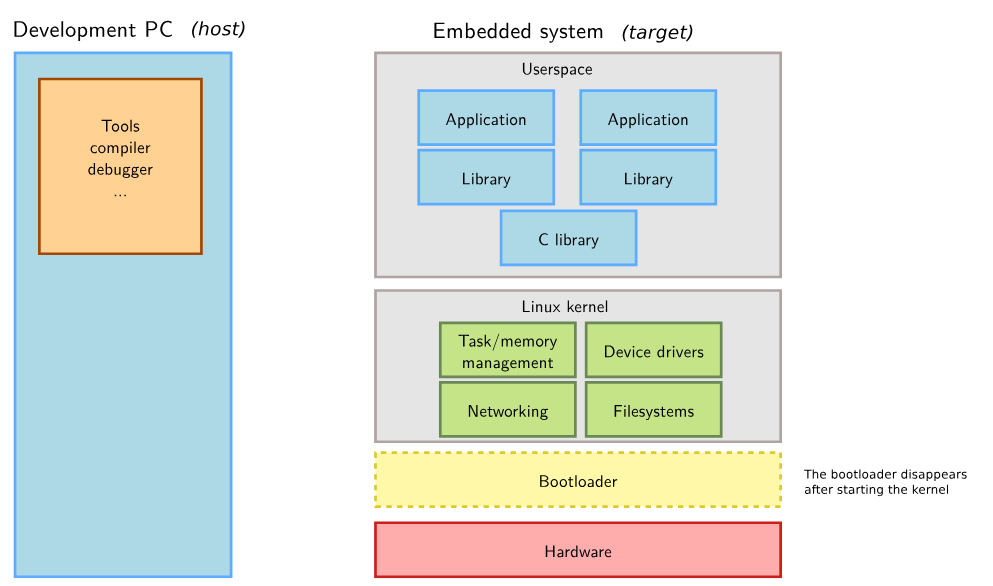 Development PC (host)
Tools
compiler
debugger
...
Embedded system (target)
Userspace
Application
Application
Library
Library
C library
Linux kernel
Task/memory
management
Device drivers
Networking
Filesystems
Bootloader
The bootloader disappears
after starting the kernel
Hardware